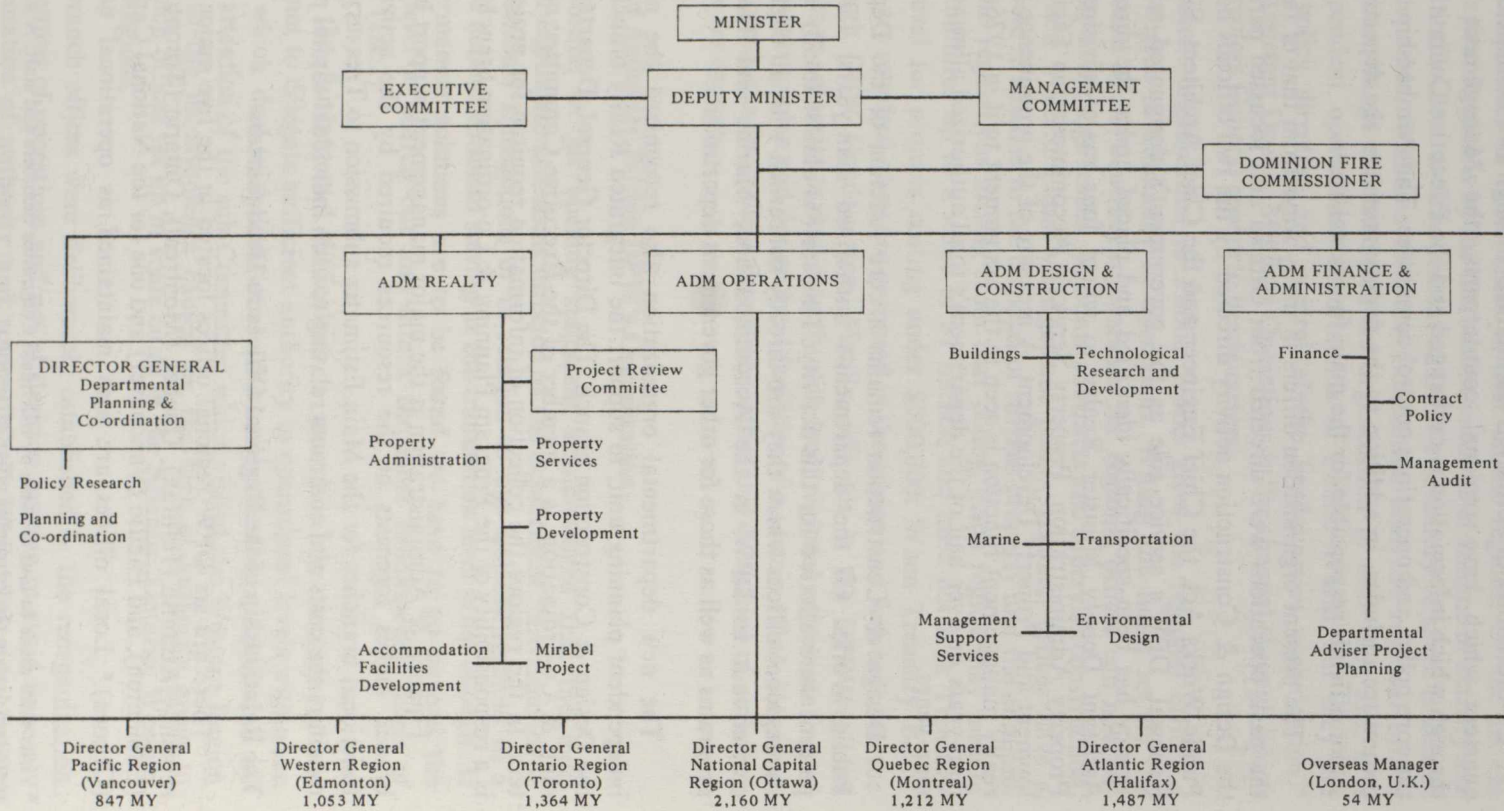 MINISTER
EXECUTIVE
COMMITTEE
DEPUTY MINISTER
MANAGEMENT
COMMITTEE
DOMINION FIRE
COMMISSIONER
ADM REALTY
ADM OPERATIONS
ADM DESIGN &
CONSTRUCTION
ADM FINANCE &
ADMINISTRATION
DIRECTOR GENERAL
Departmental
Planning &
Co-ordination
Policy Research
Planning and
Co-ordination
Project Review
Committee
Property
Administration
Property
Services
Property
Development
Accommodation
Facilities
Development
Mirabel
Project
Buildings
Technological
Research and
Development
Marine
Transportation
Management
Support
Services
Environmental
Design
Finance
Contract
Policy
Management
Audit
Departmental
Adviser Project
Planning
Director General
Pacific Region
(Vancouver)
847 MY
Director General
Western Region
(Edmonton)
1,053 MY
Director General
Ontario Region
(Toronto)
1,364 MY
Director General
National Capital
Region (Ottawa)
2,160 MY
Director General
Quebec Region
(Montreal)
1,212 MY
Director General
Atlantic Region
(Halifax)
1,487 MY
Overseas Manager
(London, U.K.)
54 MY